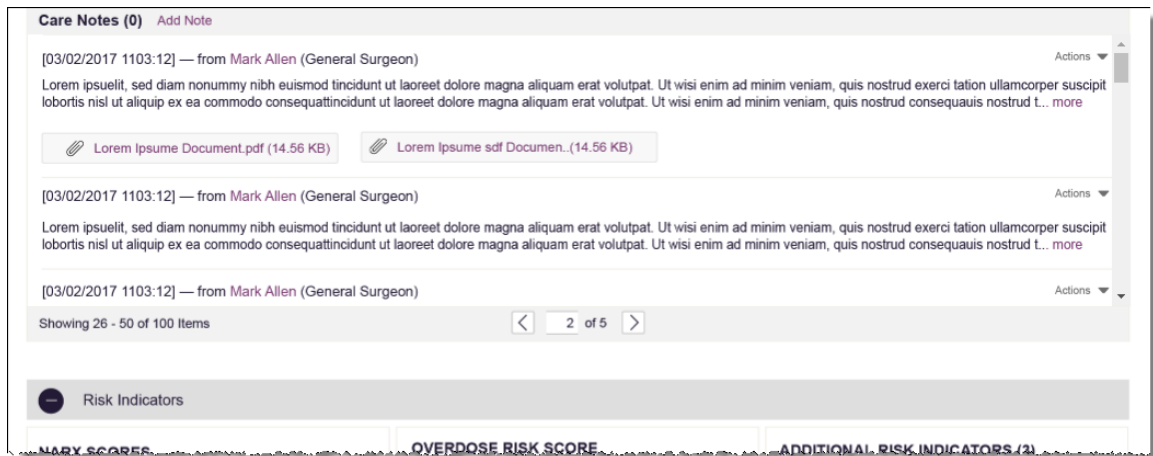 Care Notes (0) Add Note
[03/02/2017 1103:12] — from Mark Allen (General Surgeon) Actions
Lorem ipsuelit, sed diam nonummy nibh euismod tincidunt ut laoreet dolore magna aliquam erat volutpat. Ut wisi enim ad minim veniam, quis nostrud exerci tation ullamcorper suscipit
lobortis nisl ut aliquip ex ea commodo consequattincidunt ut laoreet dolore magna aliquam erat volutpat. Ut wisi enim ad minim veniam, quis nostrud consequauis nostrud t... more
Lorem Ipsume Document.pdf (14.56 KB) Lorem Ipsume sdf Documen..(14.56 KB)
[03/02/2017 1103:12] — from Mark Allen (General Surgeon) Actions
Lorem ipsuelit, sed diam nonummy nibh euismod tincidunt ut laoreet dolore magna aliquam erat volutpat. Ut wisi enim ad minim veniam, quis nostrud exerci tation ullamcorper suscipit
lobortis nisl ut aliquip ex ea commodo consequattincidunt ut laoreet dolore magna aliquam erat volutpat. Ut wisi enim ad minim veniam, quis nostrud consequauis nostrud t... more
[03/02/2017 1103:12] — from Mark Allen (General Surgeon) Actions
Showing 26 - 50 of 100 Items 2 of 5
Risk Indicators
NARX SCORES OVERDOSE RISK SCORE ADDITIONAL RISK INDICATORS (3)